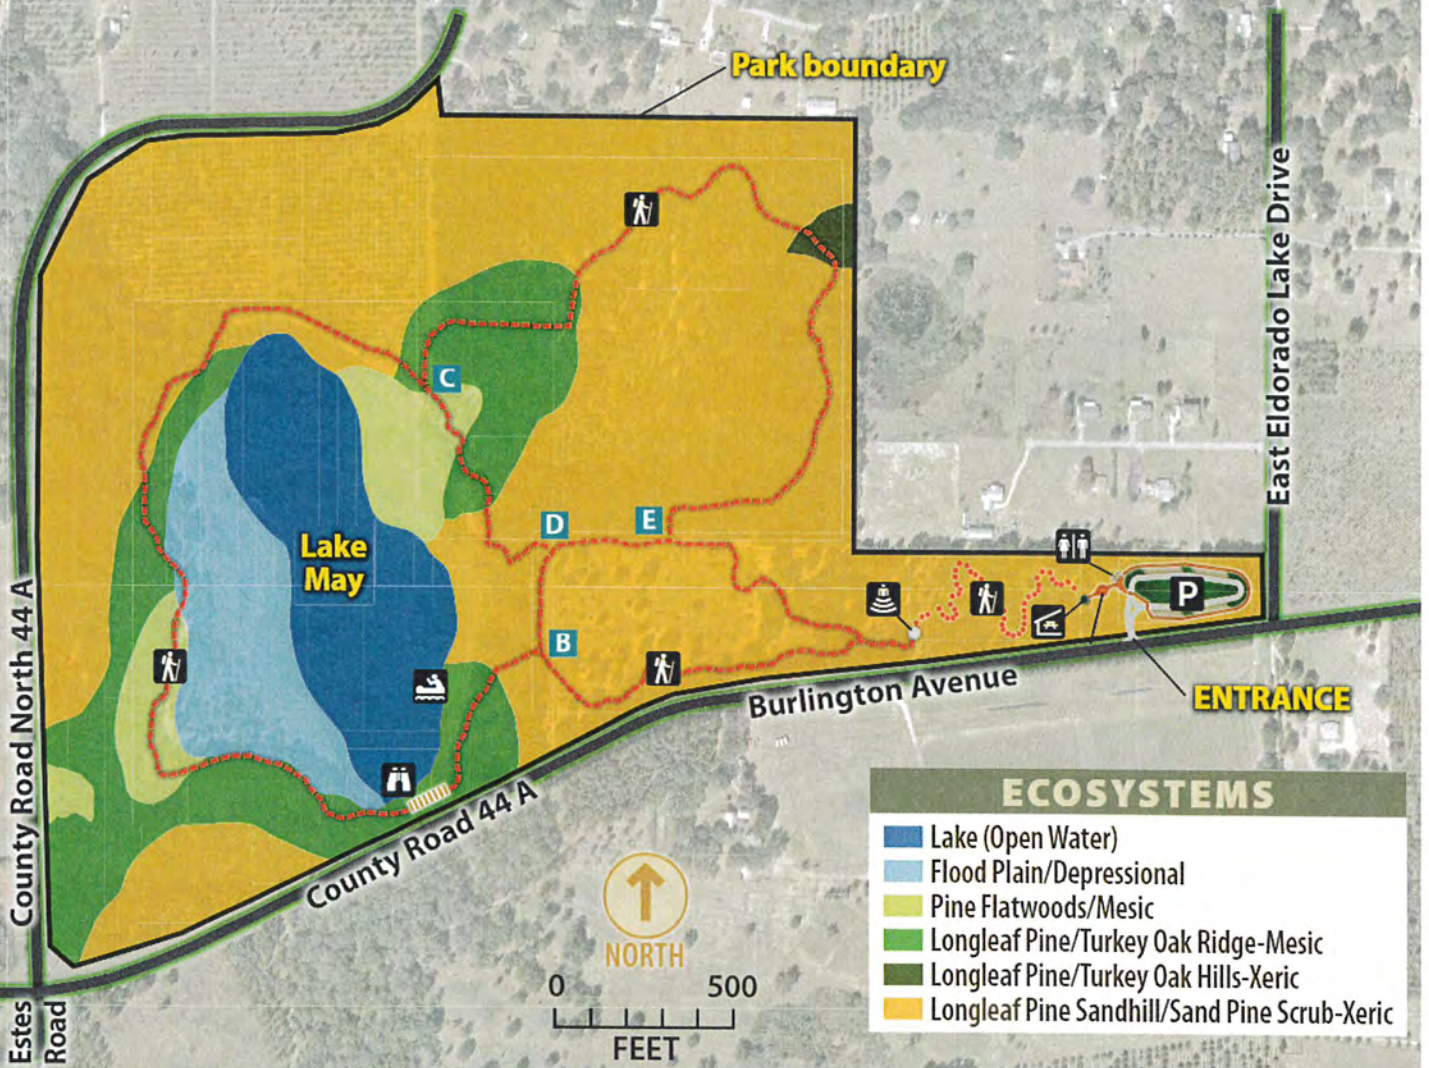 Park boundary
East Eldorado Lake Drive
C
D
E
Lake
May
B
P
Burlington Avenue
ENTRANCE
County Road North 44 A
County Road 44 A
Estes
Road
NORTH
0 500
FEET
ECOSYSTEMS
Lake (Open Water)
Flood Plain/Depressional
Pine Flatwoods/Mesic
Longleaf Pine/Turkey Oak Ridge-Mesic
Longleaf Pine/Turkey Oak Hills-Xeric
Longleaf Pine Sandhill/Sand Pine Scrub-Xeric